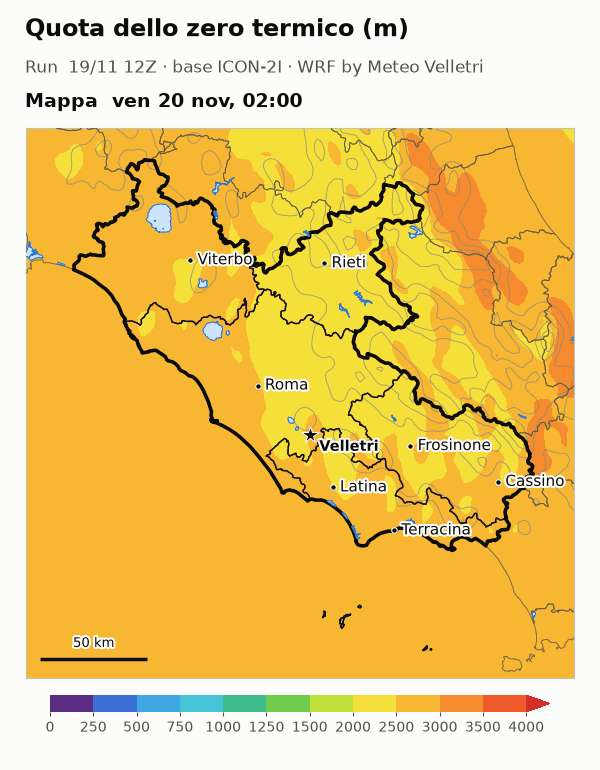 Quota dello zero termico (m)
Run  19/11 12Z · base ICON-2I · WRF by Meteo Velletri
Mappa  ven 20 nov, 02:00
Viterbo
Rieti
Roma
Velletri
Frosinone
Latina
Cassino
Terracina
50 km
0 250 500 750 1000 1250 1500 2000 2500 3000 3500 4000